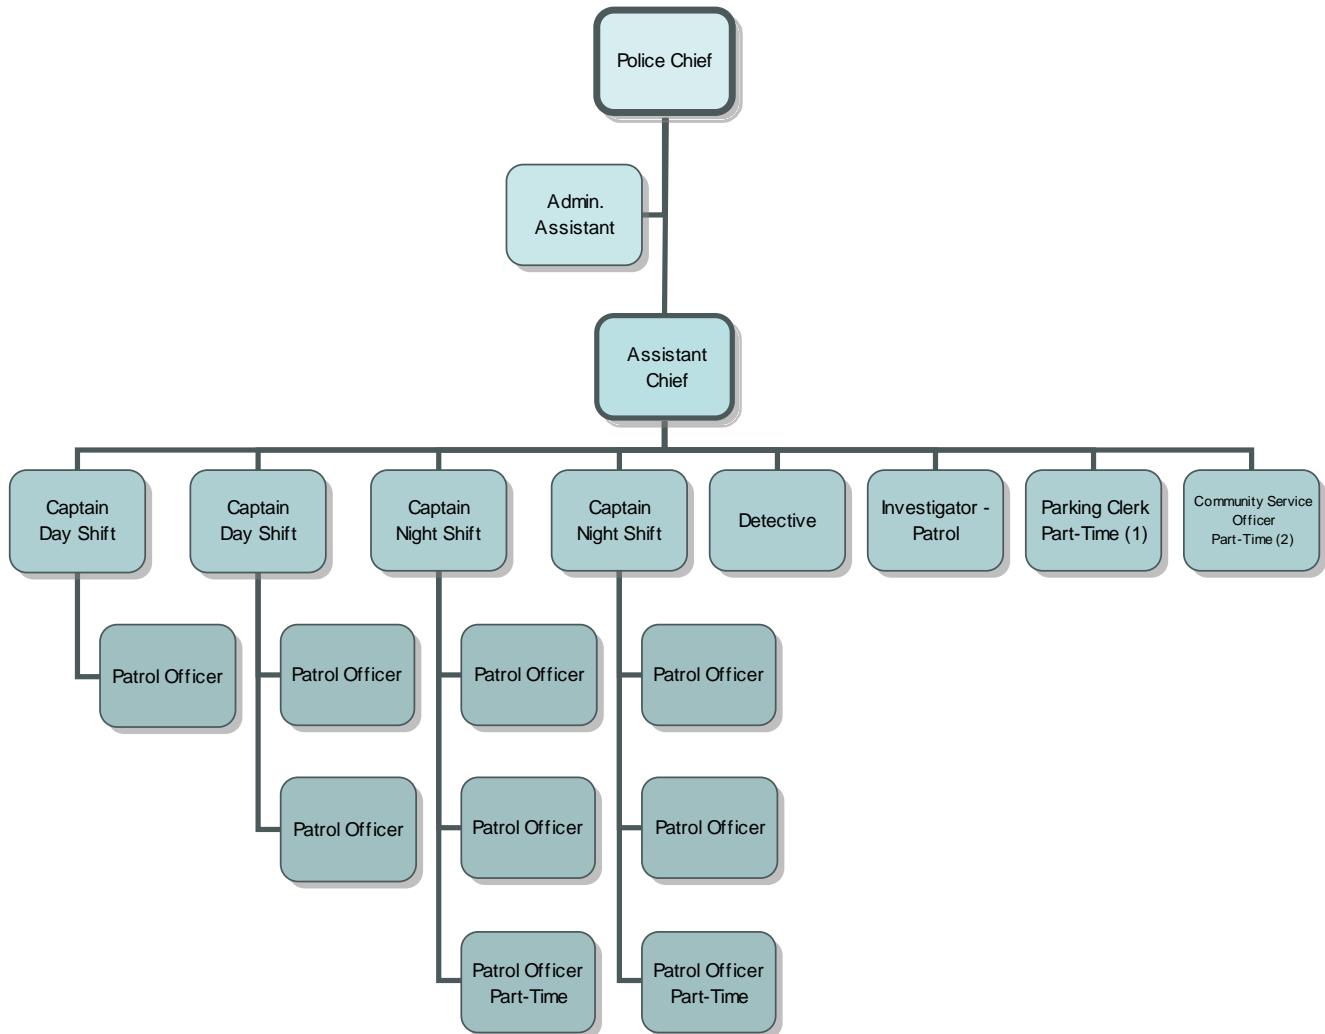 Police Chief
Admin.
Assistant
Assistant
Chief
Captain
Day Shift
Captain
Day Shift
Captain
Night Shift
Captain
Night Shift
Detective
Investigator -
Patrol
Parking Clerk
Part-Time (1)
Community Service
Officer
Part-Time (2)
Patrol Officer
Patrol Officer
Patrol Officer
Patrol Officer
Patrol Officer
Patrol Officer
Patrol Officer
Patrol Officer
Part-Time
Patrol Officer
Part-Time